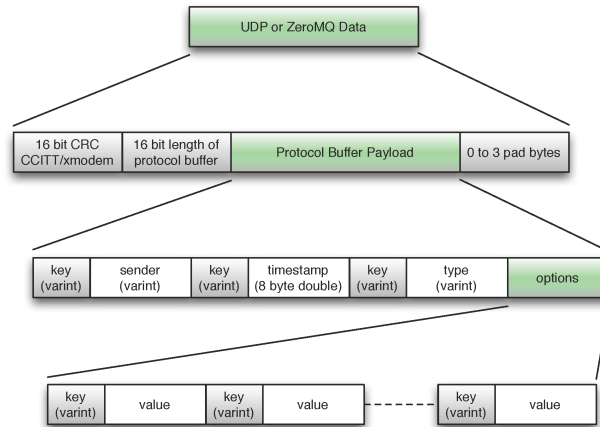 UDP or ZeroMQ Data
16 bit CRC
CCITT/xmodem
16 bit length of
protocol buffer
Protocol Buffer Payload
0 to 3 pad bytes
key
(varint)
sender
(varint)
key
(varint)
timestamp
(8 byte double)
key
(varint)
type
(varint)
options
key
(varint)
value
key
(varint)
value
key
(varint)
value